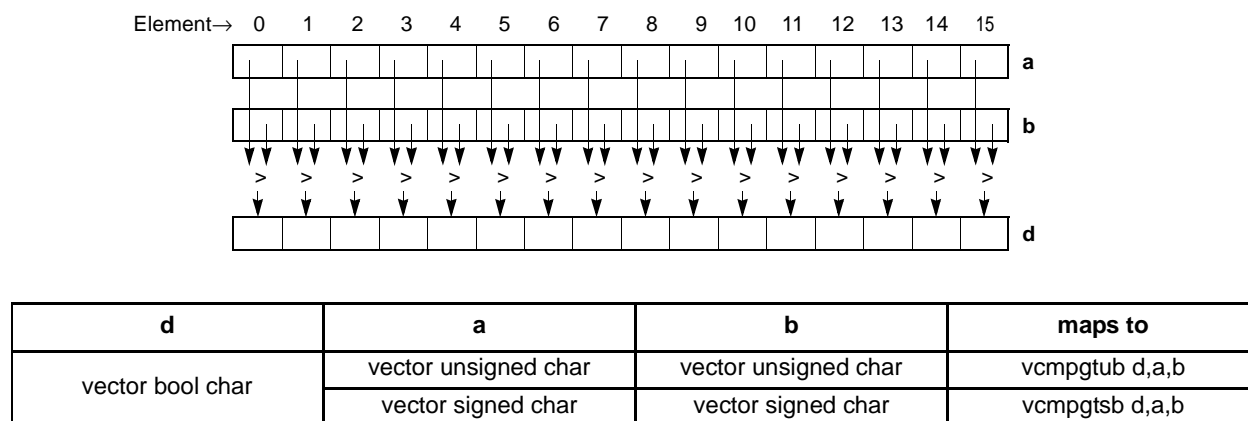 Element→ 0 1 2 3 4 5 6 7 8 9 10 11 12 13 14 15
a
b
> > > > > > > > > > > > > > > >
d
d a b maps to
vector bool char vector unsigned char vector unsigned char vcmpgtub d,a,b
vector signed char vector signed char vcmpgtsb d,a,b